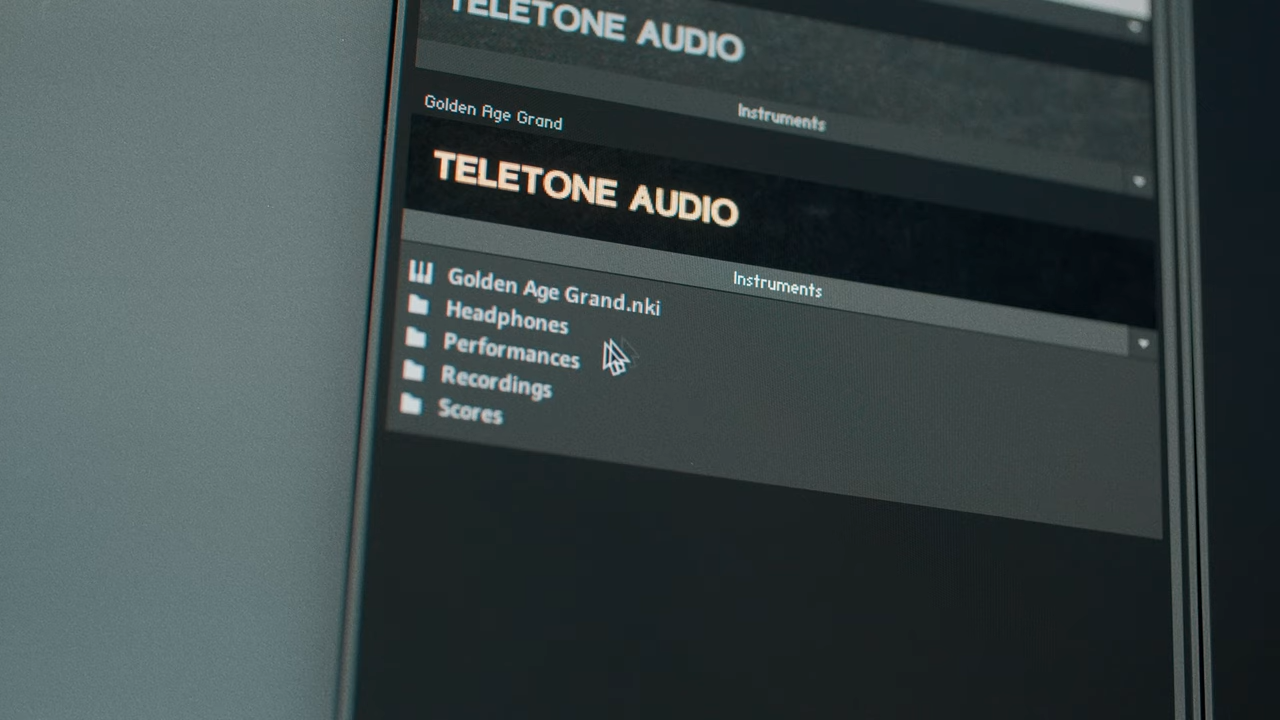 TELETONE AUDIO
Instruments
Golden Age Grand
TELETONE AUDIO
Instruments
Golden Age Grand.nki
Headphones
Performances
Recordings
Scores